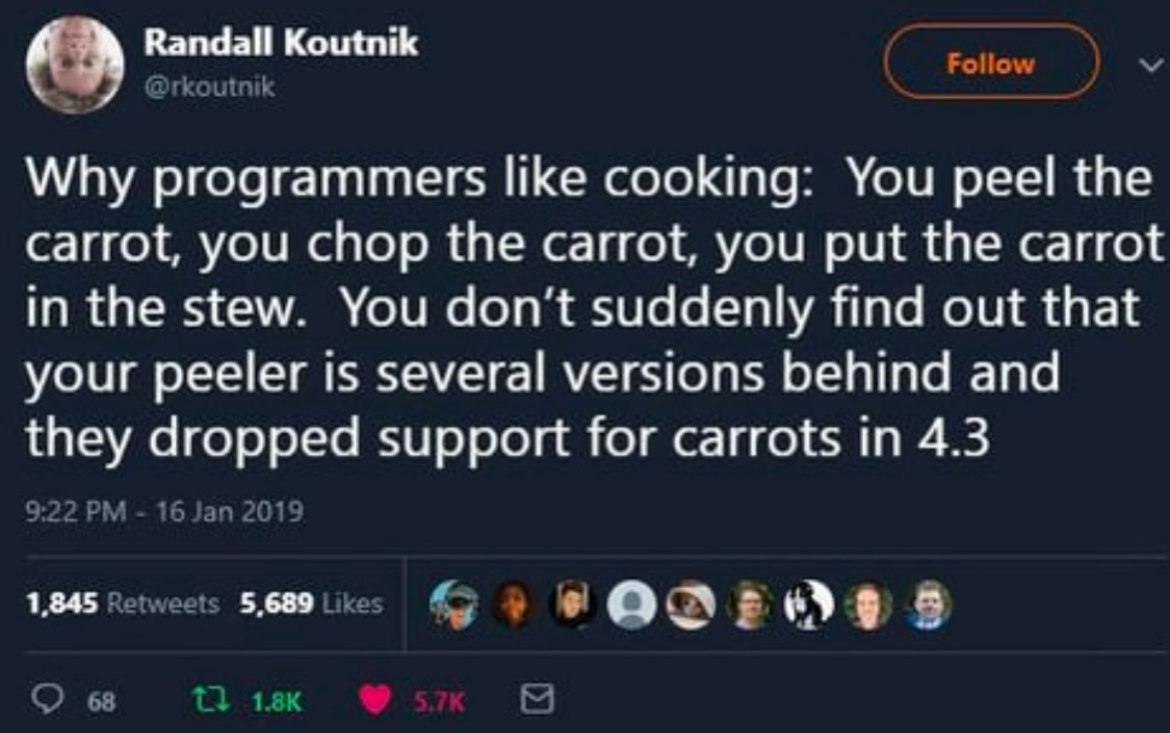 Randall Koutnik
@rkoutnik
Follow
Why programmers like cooking:  You peel the
carrot, you chop the carrot, you put the carrot
in the stew.  You don’t suddenly find out that
your peeler is several versions behind and
they dropped support for carrots in 4.3
9:22 PM - 16 Jan 2019
1,845 Retweets 5,689 Likes
68 1.8K 5.7K